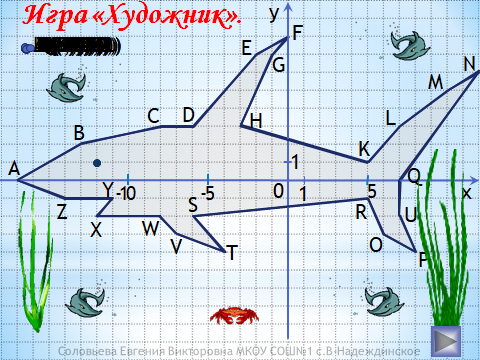 Игра «Художник».
y
F
E
G
N
M
C
D
H
L
B
K
A
1
Q
Z
Y
-10
-5
0
1
5
x
X
W
S
R
U
V
T
O
P
Соловьева Евгения Викторовна МКОУ СОШ№1 с.В-Надеждинское